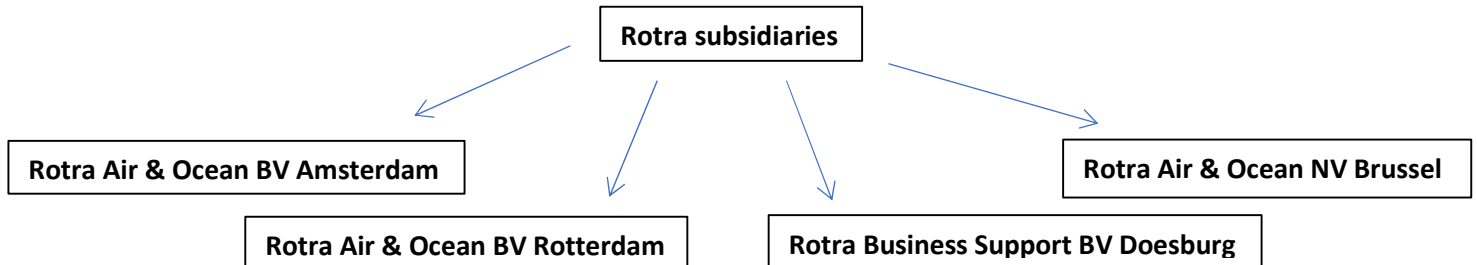 Rotra subsidiaries
Rotra Air & Ocean BV Amsterdam
Rotra Air & Ocean NV Brussel
Rotra Air & Ocean BV Rotterdam
Rotra Business Support BV Doesburg